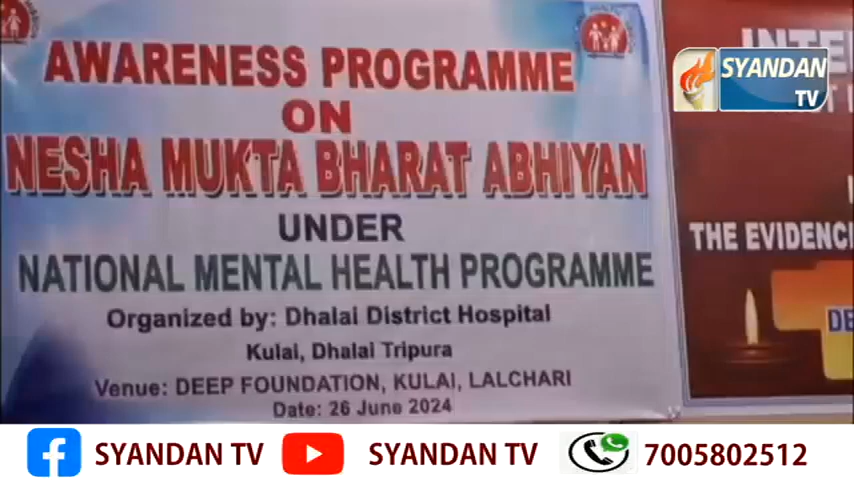 AWARENESS PROGRAMME
ON
NESHA MUKTA BHARAT ABHIYAN
UNDER
NATIONAL MENTAL HEALTH PROGRAMME
Organized by: Dhalai District Hospital
Kulai, Dhalai Tripura
Venue: DEEP FOUNDATION, KULAI, LALCHARI
Date: 26 June 2024
SYANDAN
TV
THE
SYANDAN TV
SYANDAN TV
7005802512